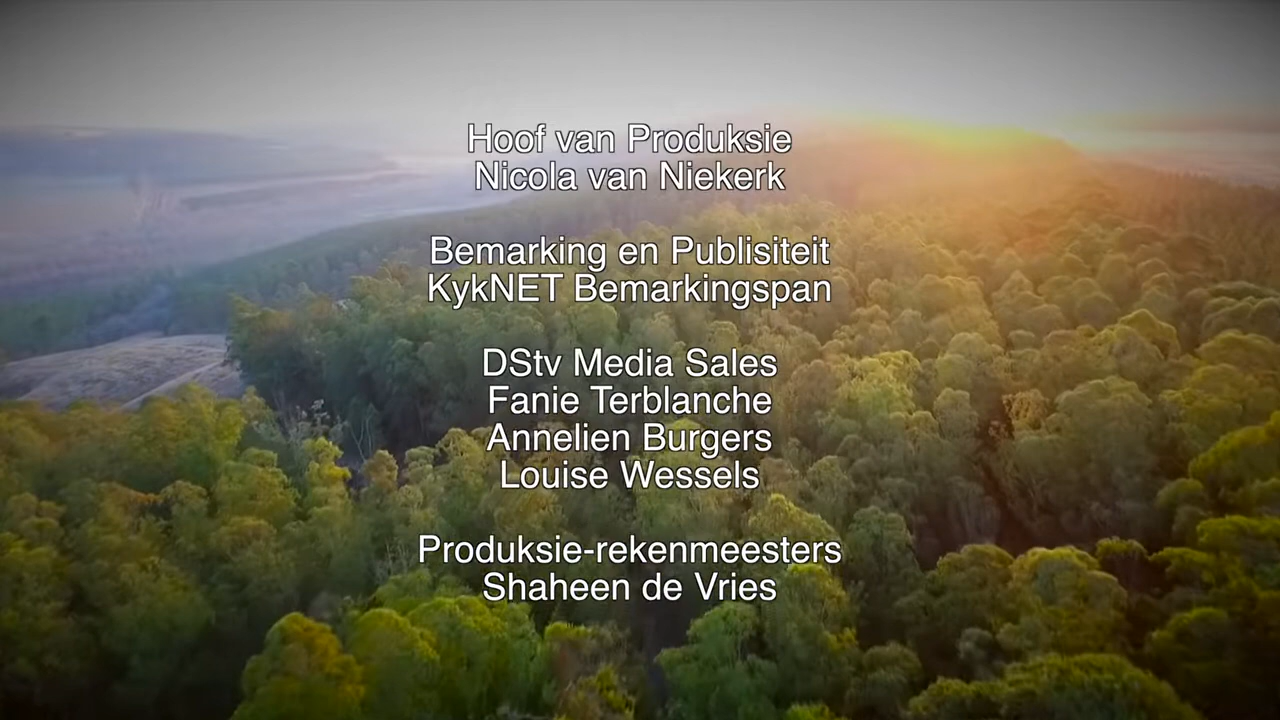 Hoof van Produksie
Nicola van Niekerk
Bemarking en Publisiteit
KykNET Bemarkingspan
DStv Media Sales
Fanie Terblanche
Annelien Burgers
Louise Wessels
Produksie-rekenmeesters
Shaheen de Vries